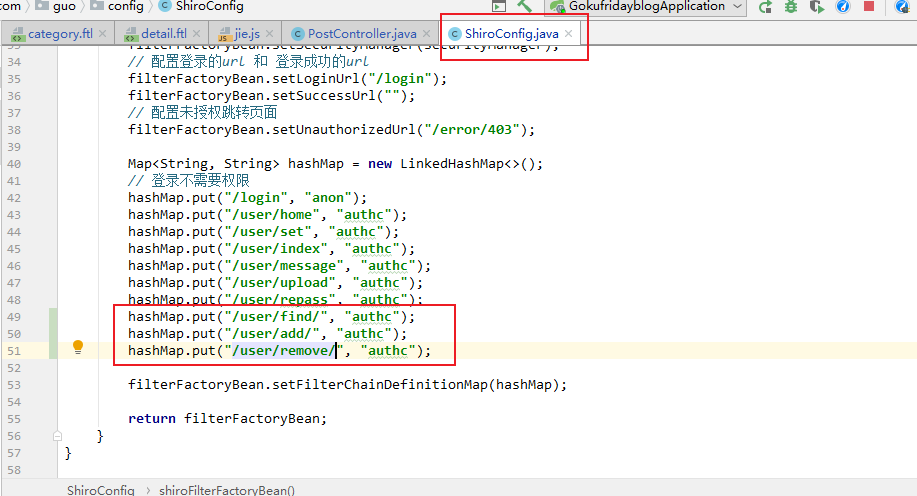 com guo config ShiroConfig GokufridayblogApplication
category.ftl detail.ftl jie.js PostController.java ShiroConfig.java
33 filterFactoryBean.setSecurityManager(securityManager);
34 // 配置登录的url 和 登录成功的url
35 filterFactoryBean.setLoginUrl("/login");
36 filterFactoryBean.setSuccessUrl("");
37 // 配置未授权跳转页面
38 filterFactoryBean.setUnauthorizedUrl("/error/403");
39
40 Map<String, String> hashMap = new LinkedHashMap<>();
41 // 登录不需要权限
42 hashMap.put("/login", "anon");
43 hashMap.put("/user/home", "authc");
44 hashMap.put("/user/set", "authc");
45 hashMap.put("/user/index", "authc");
46 hashMap.put("/user/message", "authc");
47 hashMap.put("/user/upload", "authc");
48 hashMap.put("/user/repass", "authc");
49 hashMap.put("/user/find/", "authc");
50 hashMap.put("/user/add/", "authc");
51 hashMap.put("/user/remove/", "authc");
52
53 filterFactoryBean.setFilterChainDefinitionMap(hashMap);
54
55 return filterFactoryBean;
56 }
57 }
58
ShiroConfig › shiroFilterFactoryBean()